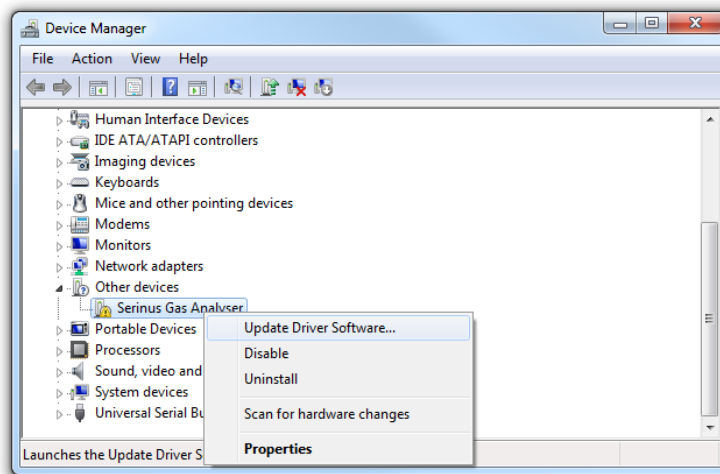 Device Manager
File Action View Help
Human Interface Devices
IDE ATA/ATAPI controllers
Imaging devices
Keyboards
Mice and other pointing devices
Modems
Monitors
Network adapters
Other devices
Serinus Gas Analyser
Portable Devices
Processors
Sound, video and
System devices
Universal Serial Bu
Update Driver Software...
Disable
Uninstall
Scan for hardware changes
Properties
Launches the Update Driver S